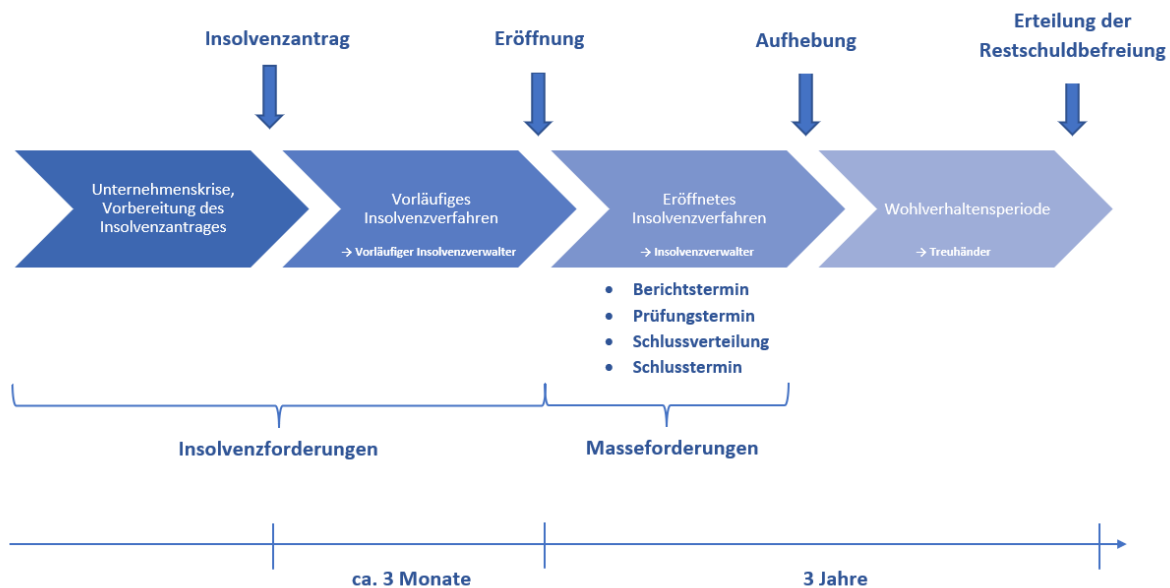 Insolvenzantrag
Eröffnung
Aufhebung
Erteilung der
Restschuldbefreiung
Unternehmenskrise,
Vorbereitung des
Insolvenzantrages
Vorläufiges
Insolvenzverfahren
→ Vorläufiger Insolvenzverwalter
Eröffnetes
Insolvenzverfahren
→ Insolvenzverwalter
Wohlverhaltensperiode
→ Treuhänder
• Berichtstermin
• Prüfungstermin
• Schlussverteilung
• Schlusstermin
Insolvenzforderungen
Masseforderungen
ca. 3 Monate
3 Jahre